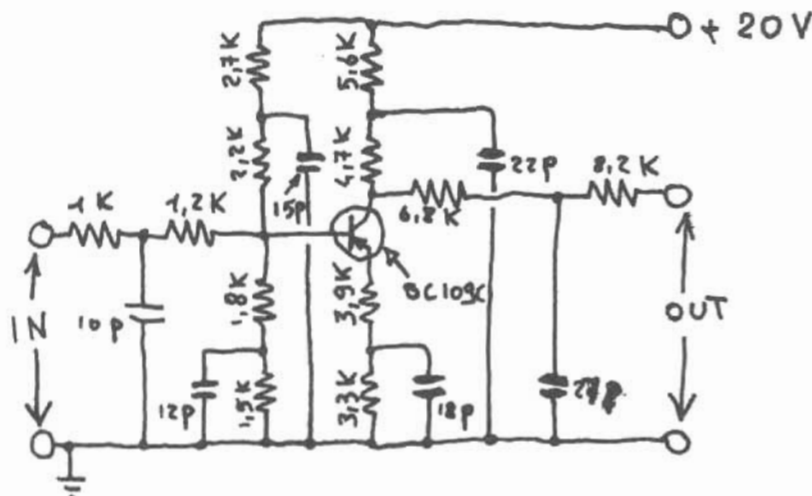 + 20V
2,7K
5,6K
2,2K
4,7K
15p
22p
8,2K
6,8K
1K
1,2K
BC109C
IN
10p
1,8K
3,9K
OUT
12p
1,5K
3,3K
18p